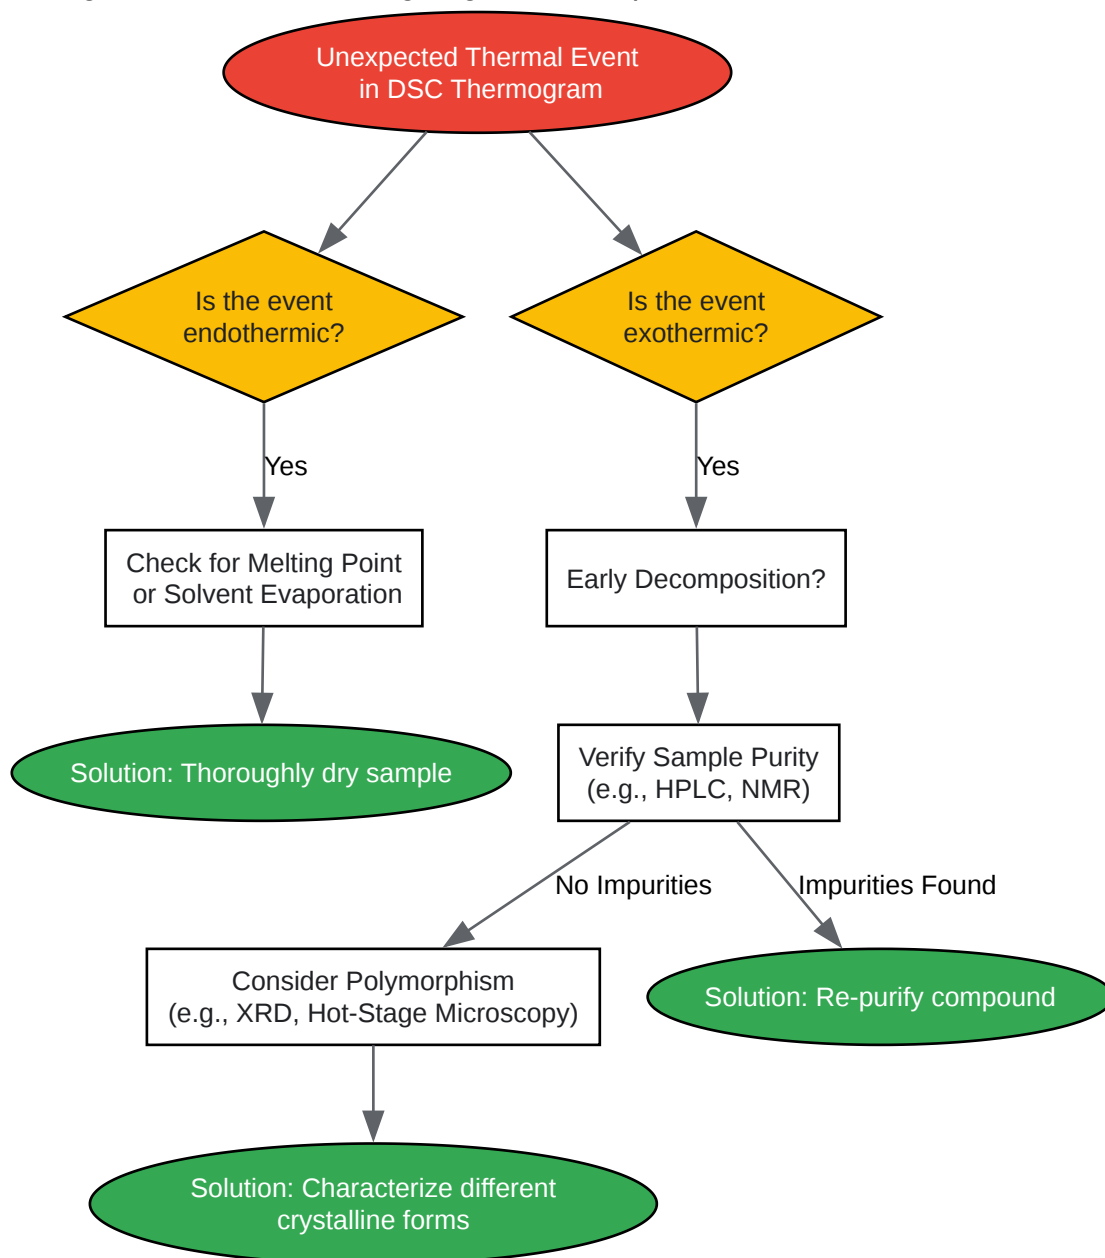 Unexpected Thermal Event
in DSC Thermogram
Is the event
endothermic?
Is the event
exothermic?
Yes
Yes
Check for Melting Point
or Solvent Evaporation
Early Decomposition?
Solution: Thoroughly dry sample
Verify Sample Purity
(e.g., HPLC, NMR)
No Impurities
Impurities Found
Consider Polymorphism
(e.g., XRD, Hot-Stage Microscopy)
Solution: Re-purify compound
Solution: Characterize different
crystalline forms